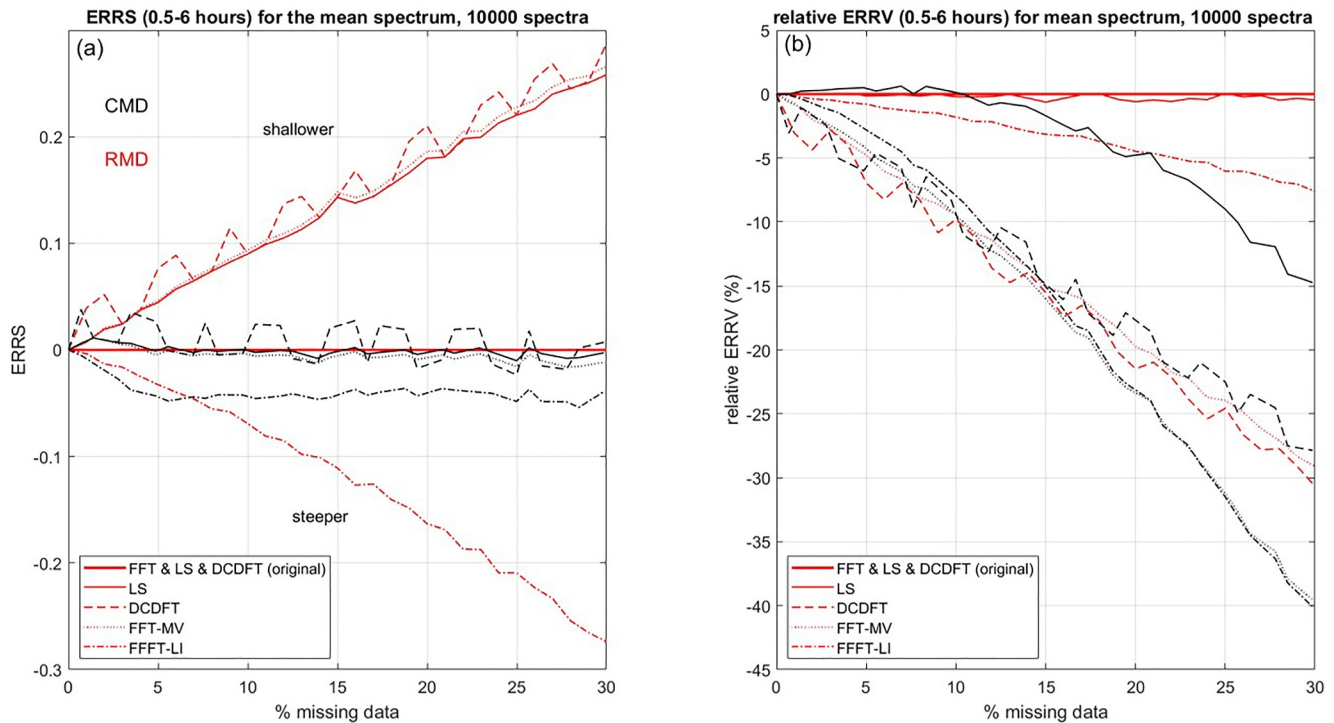 ERRS (0.5-6 hours) for the mean spectrum, 10000 spectra
(a)
CMD
RMD
shallower
steeper
ERRS
0.2
0.1
0
-0.1
-0.2
-0.3
FFT & LS & DCDFT (original)
LS
DCDFT
FFT-MV
FFFT-LI
0 5 10 15 20 25 30
% missing data
relative ERRV (0.5-6 hours) for mean spectrum, 10000 spectra
(b)
relative ERRV (%)
5
0
-5
-10
-15
-20
-25
-30
-35
-40
-45
FFT & LS & DCDFT (original)
LS
DCDFT
FFT-MV
FFFT-LI
0 5 10 15 20 25 30
% missing data